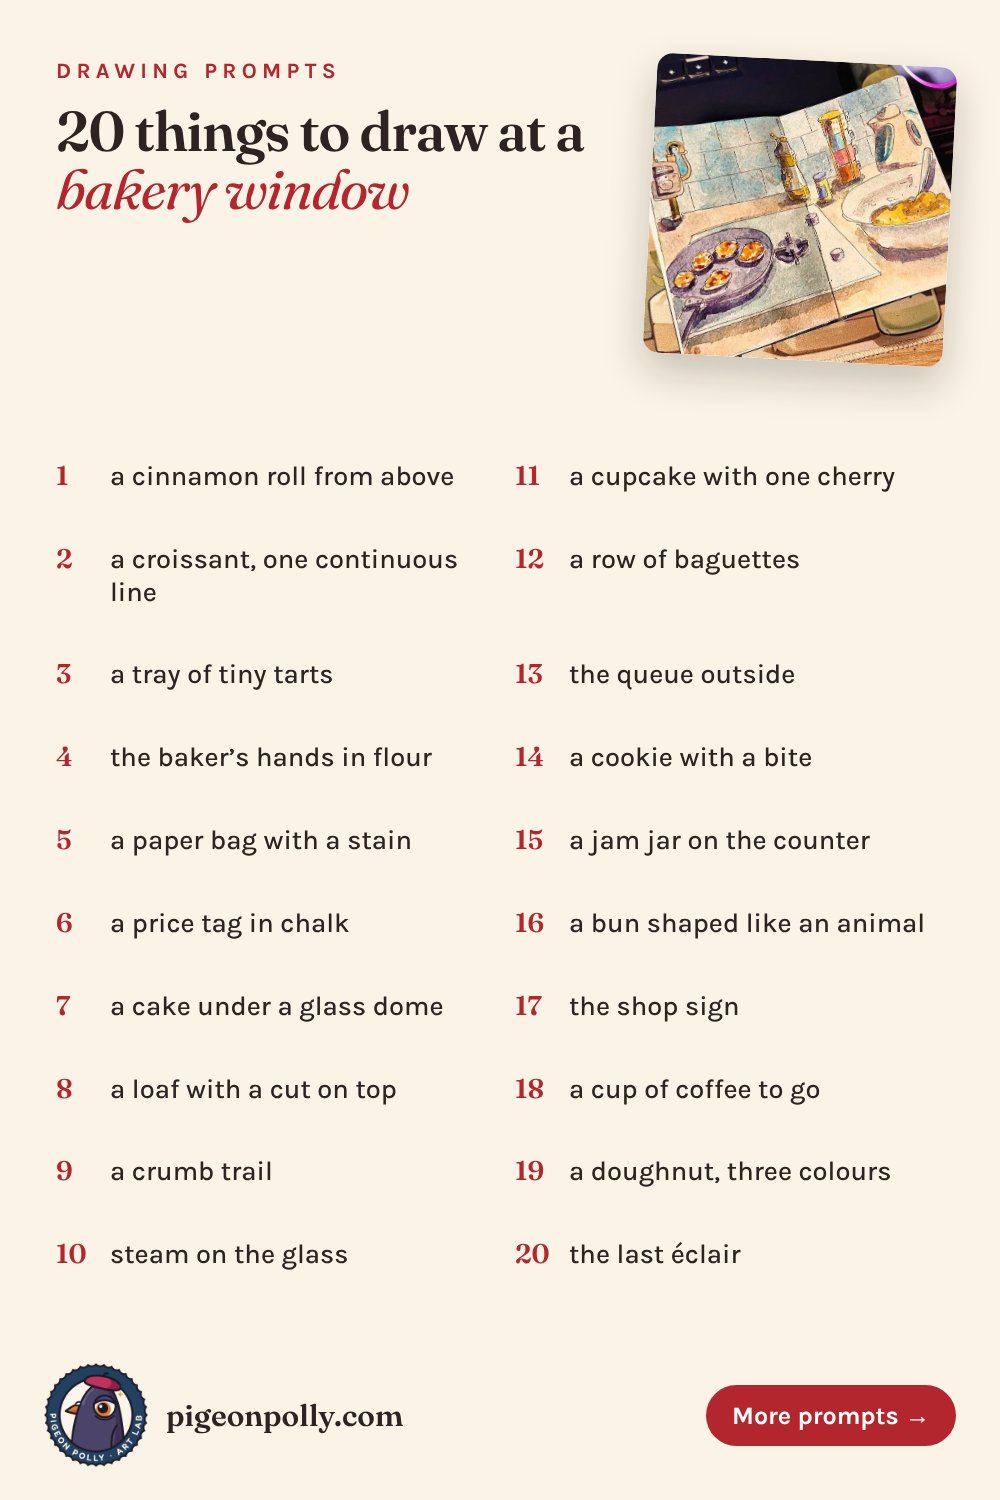 DRAWING PROMPTS
20 things to draw at a
bakery window
1 a cinnamon roll from above
2 a croissant, one continuous
line
3 a tray of tiny tarts
4 the baker’s hands in flour
5 a paper bag with a stain
6 a price tag in chalk
7 a cake under a glass dome
8 a loaf with a cut on top
9 a crumb trail
10 steam on the glass
11 a cupcake with one cherry
12 a row of baguettes
13 the queue outside
14 a cookie with a bite
15 a jam jar on the counter
16 a bun shaped like an animal
17 the shop sign
18 a cup of coffee to go
19 a doughnut, three colours
20 the last éclair
PIGEON POLLY · ART LAB
pigeonpolly.com
More prompts →